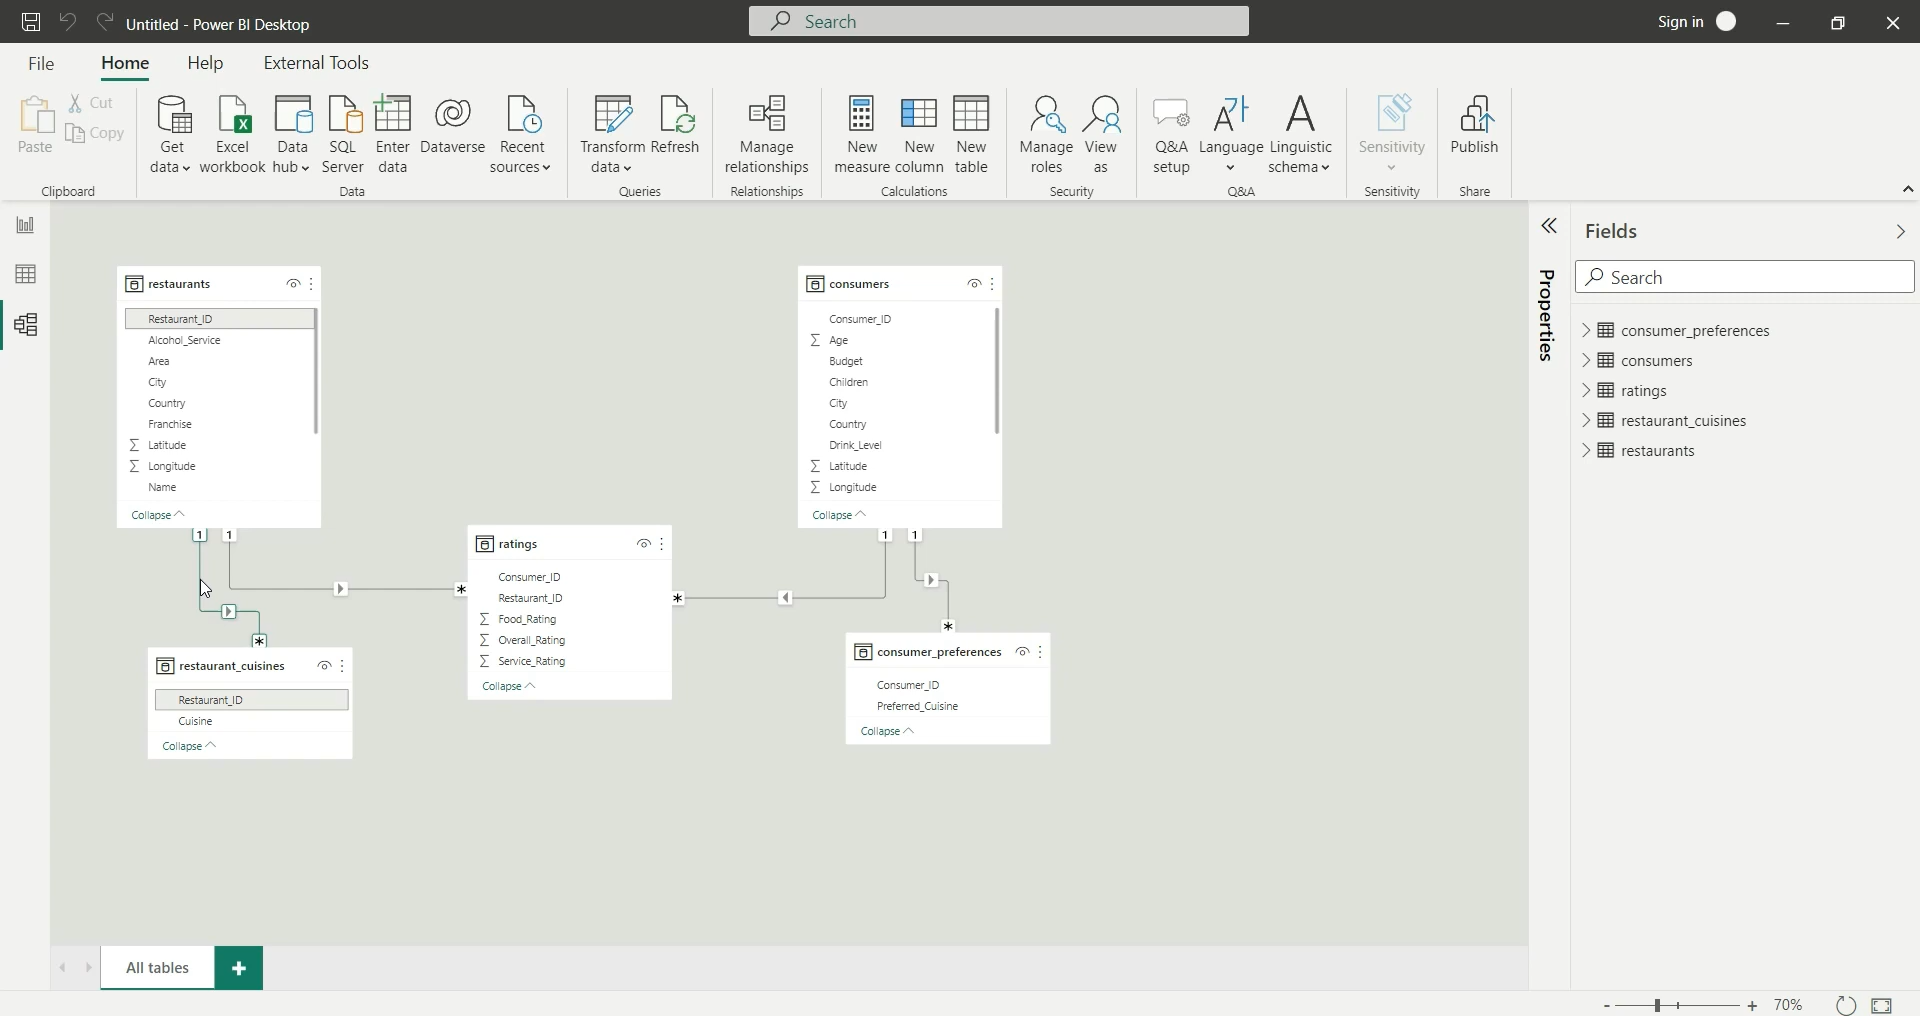 Untitled - Power BI Desktop
Search
Sign in
File
Home
Help
External Tools
Paste
Cut
Copy
Get data
Excel workbook
Data hub
SQL Server
Enter data
Dataverse
Recent sources
Transform data
Refresh
Manage relationships
New measure
New column
New table
Manage roles
View as
Q&A setup
Language
Linguistic schema
Sensitivity
Publish
Clipboard
Data
Queries
Relationships
Calculations
Security
Q&A
Sensitivity
Share
restaurants
Restaurant_ID
Alcohol_Service
Area
City
Country
Franchise
Σ Latitude
Σ Longitude
Name
Collapse
consumers
Consumer_ID
Σ Age
Budget
Children
City
Country
Drink_Level
Σ Latitude
Σ Longitude
Collapse
1
1
1
1
ratings
Consumer_ID
Restaurant_ID
Σ Food_Rating
Σ Overall_Rating
Σ Service_Rating
Collapse
*
*
*
*
restaurant_cuisines
Restaurant_ID
Cuisine
Collapse
consumer_preferences
Consumer_ID
Preferred_Cuisine
Collapse
Properties
Fields
Search
consumer_preferences
consumers
ratings
restaurant_cuisines
restaurants
All tables
+
- + 70%